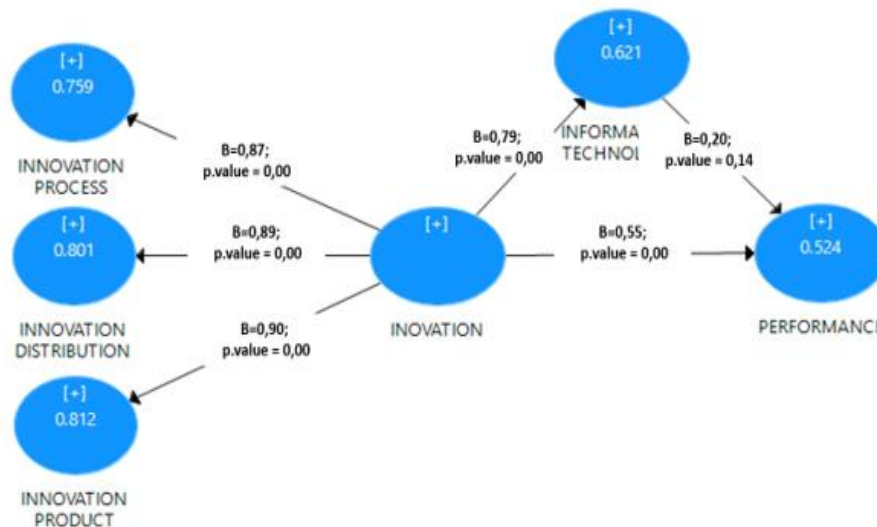 [+]
0.621
INFORMA
TECHNOL
[+]
0.759
INNOVATION
PROCESS
B=0,87;
p.value = 0,00
B=0,79;
p.value = 0,00
B=0,20;
p.value = 0,14
[+]
0.801
INNOVATION
DISTRIBUTION
B=0,89;
p.value = 0,00
[+]
INOVATION
B=0,55;
p.value = 0,00
[+]
0.524
PERFORMANCE
B=0,90;
p.value = 0,00
[+]
0.812
INNOVATION
PRODUCT